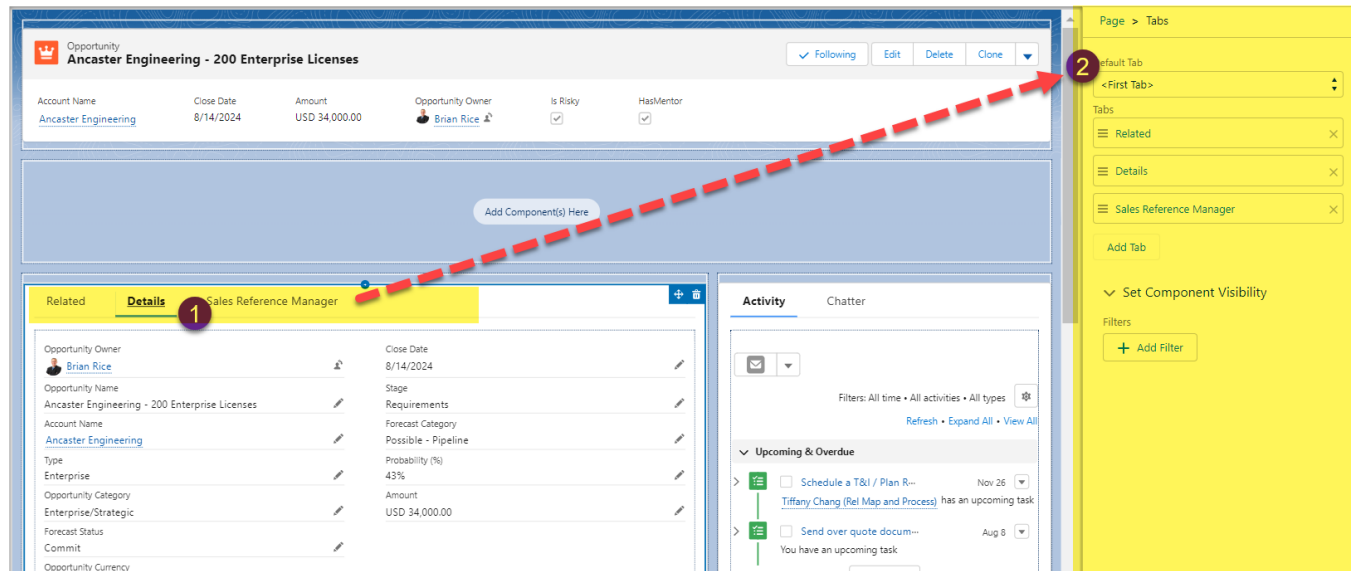 Opportunity
Ancaster Engineering - 200 Enterprise Licenses
Following Edit Delete Clone
Account Name Close Date Amount Opportunity Owner Is Risky HasMentor
Ancaster Engineering 8/14/2024 USD 34,000.00 Brian Rice
Add Component(s) Here
Related Details Sales Reference Manager
1
Opportunity Owner Close Date
Brian Rice 8/14/2024
Opportunity Name Stage
Ancaster Engineering - 200 Enterprise Licenses Requirements
Account Name Forecast Category
Ancaster Engineering Possible - Pipeline
Type Probability (%)
Enterprise 43%
Opportunity Category Amount
Enterprise/Strategic USD 34,000.00
Forecast Status
Commit
Opportunity Currency
Activity Chatter
Filters: All time • All activities • All types
Refresh • Expand All • View All
Upcoming & Overdue
Schedule a T&I / Plan R... Nov 26
Tiffany Chang (Rel Map and Process) has an upcoming task
Send over quote docum... Aug 8
You have an upcoming task
Page > Tabs
2
efault Tab
<First Tab>
Tabs
Related
Details
Sales Reference Manager
Add Tab
Set Component Visibility
Filters
+ Add Filter